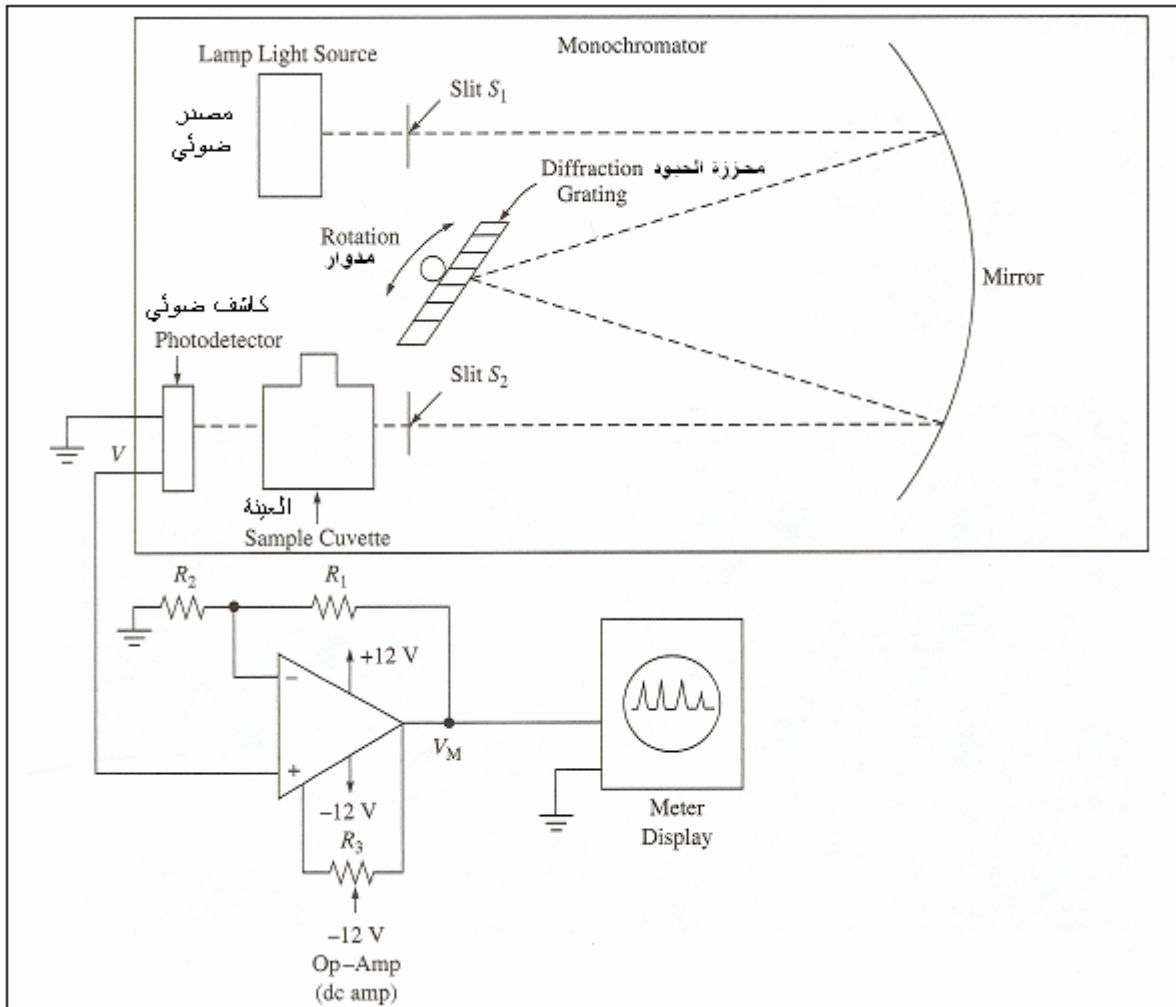 Monochromator
Lamp Light Source
مصدر
ضوئي
Slit S1
Diffraction محززة الحيود
Grating
Rotation
مدوار
Mirror
كاشف ضوئي
Photodetector
Slit S2
V
العينة
Sample Cuvette
R2
R1
+12 V
−
+
VM
−12 V
R3
−12 V
Op–Amp
(dc amp)
Meter
Display